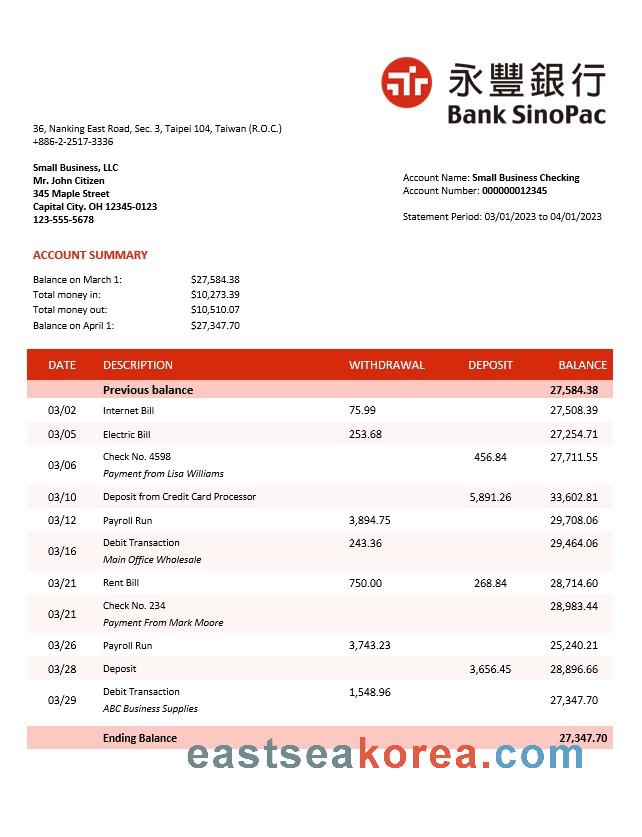 永豐銀行
Bank SinoPac
36, Nanking East Road, Sec. 3, Taipei 104, Taiwan (R.O.C.)
+886-2-2517-3336
Small Business, LLC
Mr. John Citizen
345 Maple Street
Capital City. OH 12345-0123
123-555-5678
Account Name: Small Business Checking
Account Number: 000000012345
Statement Period: 03/01/2023 to 04/01/2023
ACCOUNT SUMMARY
Balance on March 1: $27,584.38
Total money in: $10,273.39
Total money out: $10,510.07
Balance on April 1: $27,347.70
DATE DESCRIPTION WITHDRAWAL DEPOSIT BALANCE
Previous balance 27,584.38
03/02 Internet Bill 75.99 27,508.39
03/05 Electric Bill 253.68 27,254.71
03/06 Check No. 4598 456.84 27,711.55
Payment from Lisa Williams
03/10 Deposit from Credit Card Processor 5,891.26 33,602.81
03/12 Payroll Run 3,894.75 29,708.06
03/16 Debit Transaction 243.36 29,464.06
Main Office Wholesale
03/21 Rent Bill 750.00 268.84 28,714.60
03/21 Check No. 234 28,983.44
Payment From Mark Moore
03/26 Payroll Run 3,743.23 25,240.21
03/28 Deposit 3,656.45 28,896.66
03/29 Debit Transaction 1,548.96 27,347.70
ABC Business Supplies
Ending Balance 27,347.70
eastseakorea.com